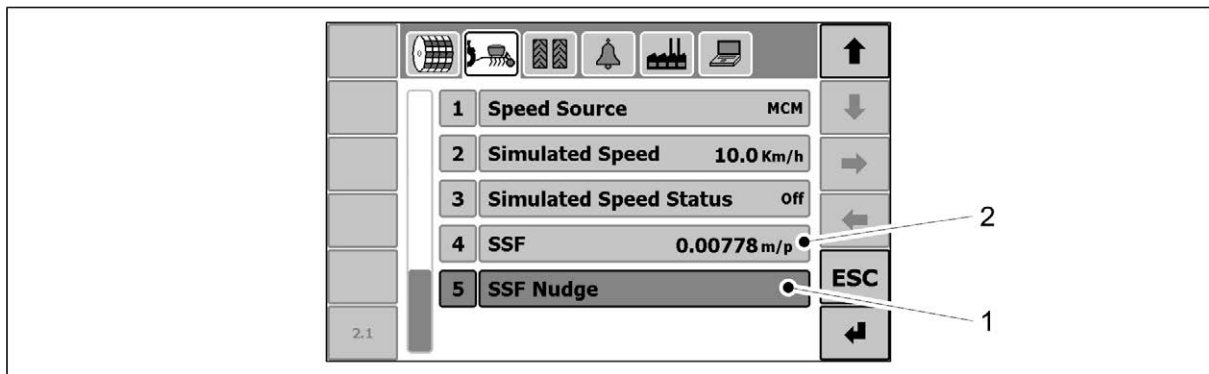 1 Speed Source MCM
2 Simulated Speed 10.0 Km/h
3 Simulated Speed Status Off
4 SSF 0.00778 m/p
2
5 SSF Nudge
ESC
1
2.1